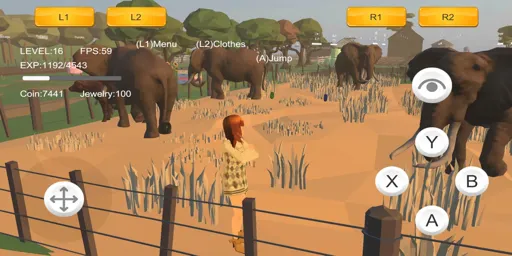 L1
L2
R1
R2
(L1)Menu
(L2)Clothes
LEVEL:16
FPS:59
(A)Jump
EXP:1192/4543
Coin:7441
Jewelry:100
Y
X
B
A